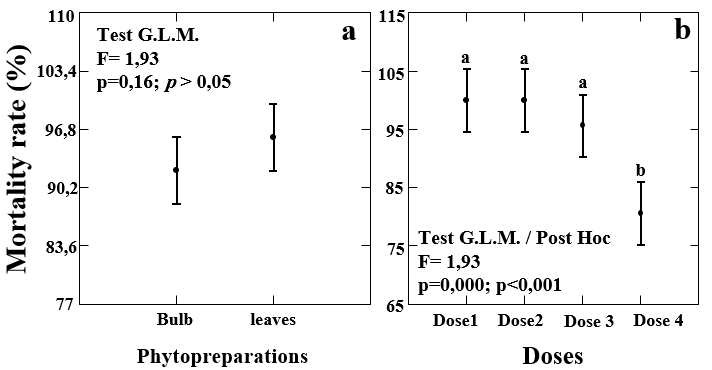 Mortality rate (%)
110
103,4
96,8
90,2
83,6
77
Test G.L.M.
F= 1,93
p=0,16; p > 0,05
a
Bulb leaves
Phytopreparations
115
105
95
85
75
65
b
a a a b
Test G.L.M. / Post Hoc
F= 1,93
p=0,000; p<0,001
Dose1 Dose2 Dose 3 Dose 4
Doses